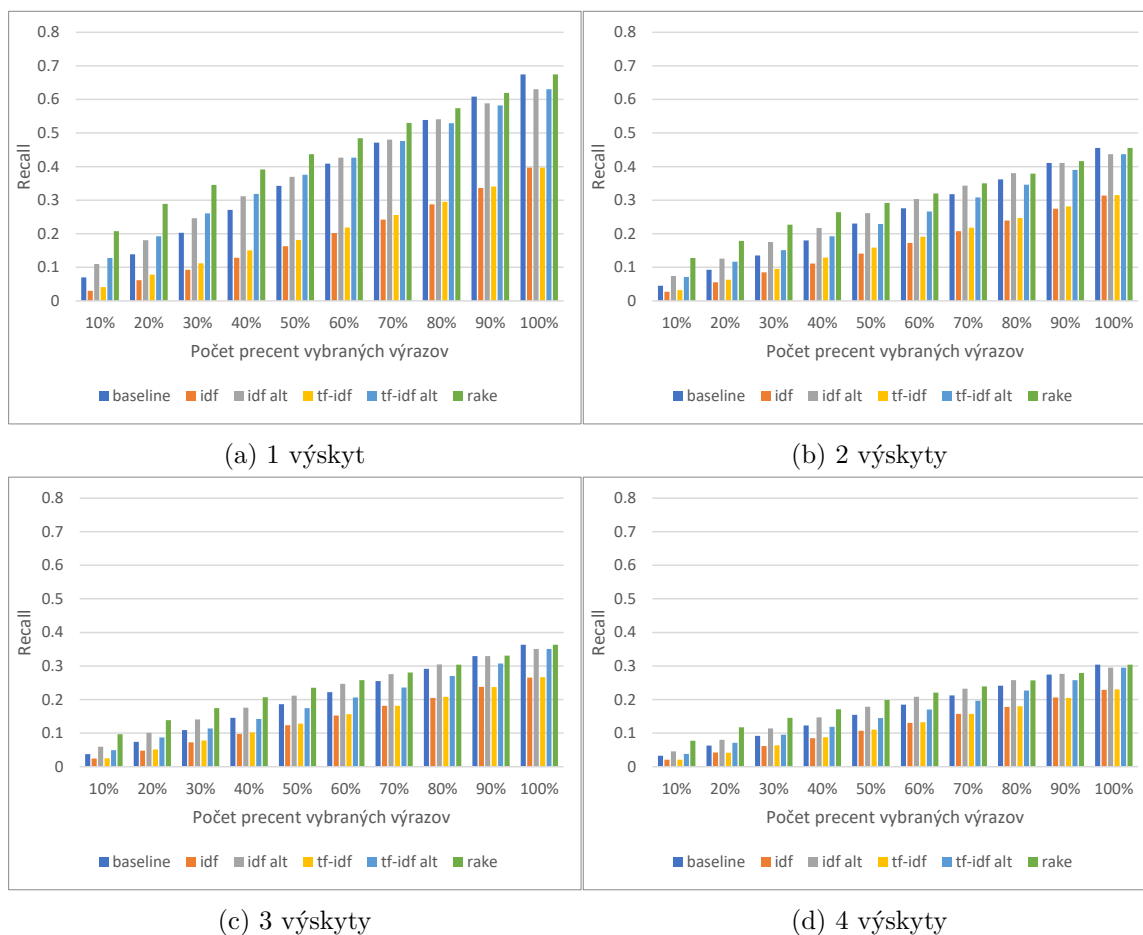 0.8
0.7
0.6
0.5
0.4
0.3
0.2
0.1
0
Recall
10% 20% 30% 40% 50% 60% 70% 80% 90% 100%
Počet precent vybraných výrazov
baseline idf idf alt tf-idf tf-idf alt rake
(a) 1 výskyt
0.8
0.7
0.6
0.5
0.4
0.3
0.2
0.1
0
Recall
10% 20% 30% 40% 50% 60% 70% 80% 90% 100%
Počet precent vybraných výrazov
baseline idf idf alt tf-idf tf-idf alt rake
(b) 2 výskyty
0.8
0.7
0.6
0.5
0.4
0.3
0.2
0.1
0
Recall
10% 20% 30% 40% 50% 60% 70% 80% 90% 100%
Počet precent vybraných výrazov
baseline idf idf alt tf-idf tf-idf alt rake
(c) 3 výskyty
0.8
0.7
0.6
0.5
0.4
0.3
0.2
0.1
0
Recall
10% 20% 30% 40% 50% 60% 70% 80% 90% 100%
Počet precent vybraných výrazov
baseline idf idf alt tf-idf tf-idf alt rake
(d) 4 výskyty